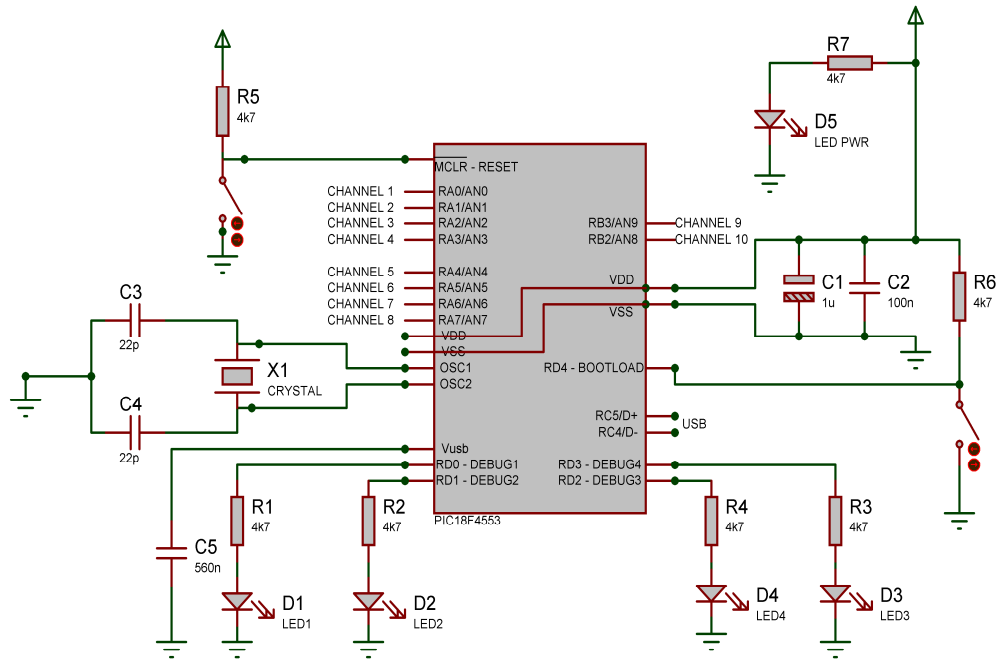 R7
4k7
D5
LED PWR
R5
4k7
MCLR - RESET
CHANNEL 1 RA0/AN0
CHANNEL 2 RA1/AN1
CHANNEL 3 RA2/AN2
CHANNEL 4 RA3/AN3
RB3/AN9 CHANNEL 9
RB2/AN8 CHANNEL 10
CHANNEL 5 RA4/AN4
CHANNEL 6 RA5/AN5
CHANNEL 7 RA6/AN6
CHANNEL 8 RA7/AN7
VDD
VSS
VDD
VSS
OSC1
OSC2
RD4 - BOOTLOAD
C1
1u
C2
100n
R6
4k7
C3
22p
X1
CRYSTAL
C4
22p
RC5/D+
RC4/D-
USB
Vusb
RD0 - DEBUG1
RD1 - DEBUG2
RD3 - DEBUG4
RD2 - DEBUG3
PIC18F4553
R1
4k7
R2
4k7
R4
4k7
R3
4k7
C5
560n
D1
LED1
D2
LED2
D4
LED4
D3
LED3